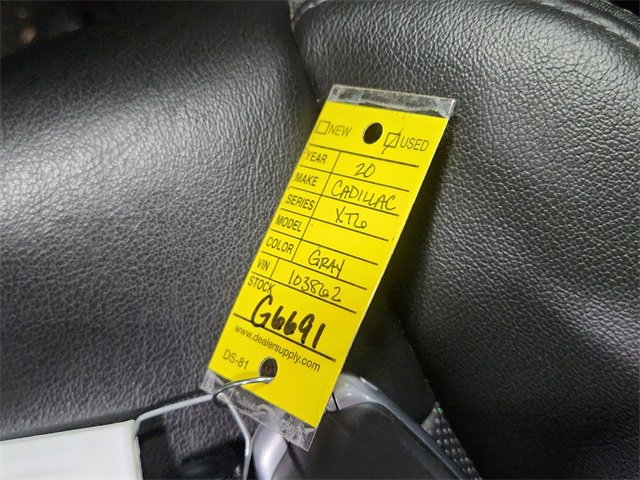 NEW USED
YEAR 20
MAKE CADILLAC
SERIES XT6
MODEL
COLOR GRAY
VIN 103862
STOCK
G6691
www.dealersupply.com
DS-81